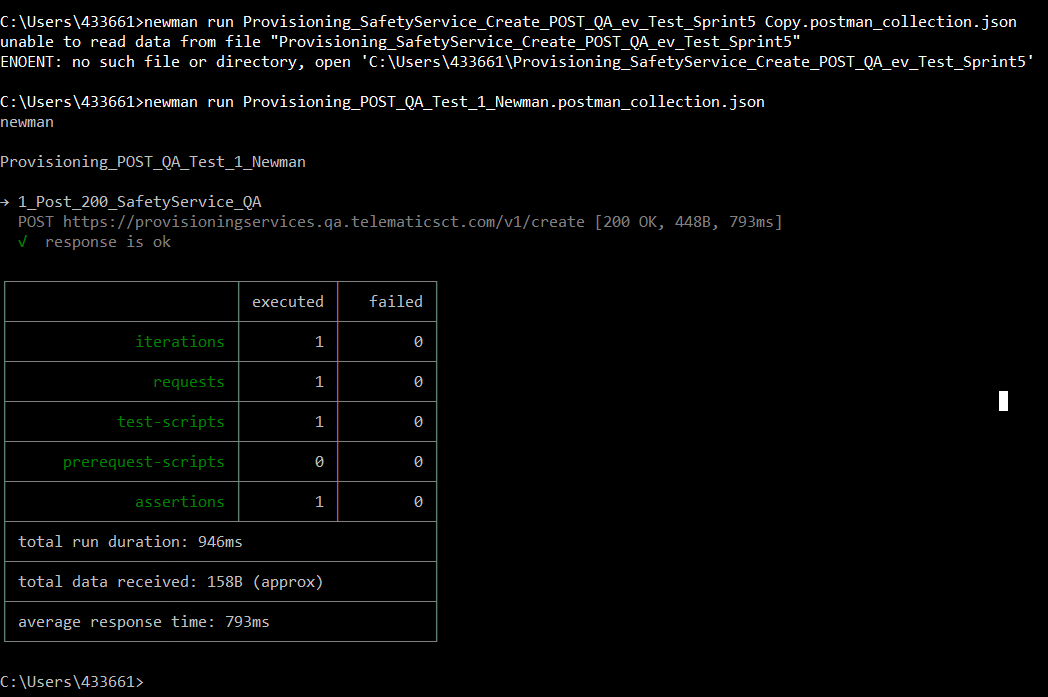 C:\Users\433661>newman run Provisioning_SafetyService_Create_POST_QA_ev_Test_Sprint5 Copy.postman_collection.json
unable to read data from file "Provisioning_SafetyService_Create_POST_QA_ev_Test_Sprint5"
ENOENT: no such file or directory, open 'C:\Users\433661\Provisioning_SafetyService_Create_POST_QA_ev_Test_Sprint5'
C:\Users\433661>newman run Provisioning_POST_QA_Test_1_Newman.postman_collection.json
newman
Provisioning_POST_QA_Test_1_Newman
→ 1_Post_200_SafetyService_QA
POST https://provisioningservices.qa.telematicsct.com/v1/create [200 OK, 448B, 793ms]
√ response is ok
executed failed
iterations 1 0
requests 1 0
test-scripts 1 0
prerequest-scripts 0 0
assertions 1 0
total run duration: 946ms
total data received: 158B (approx)
average response time: 793ms
C:\Users\433661>